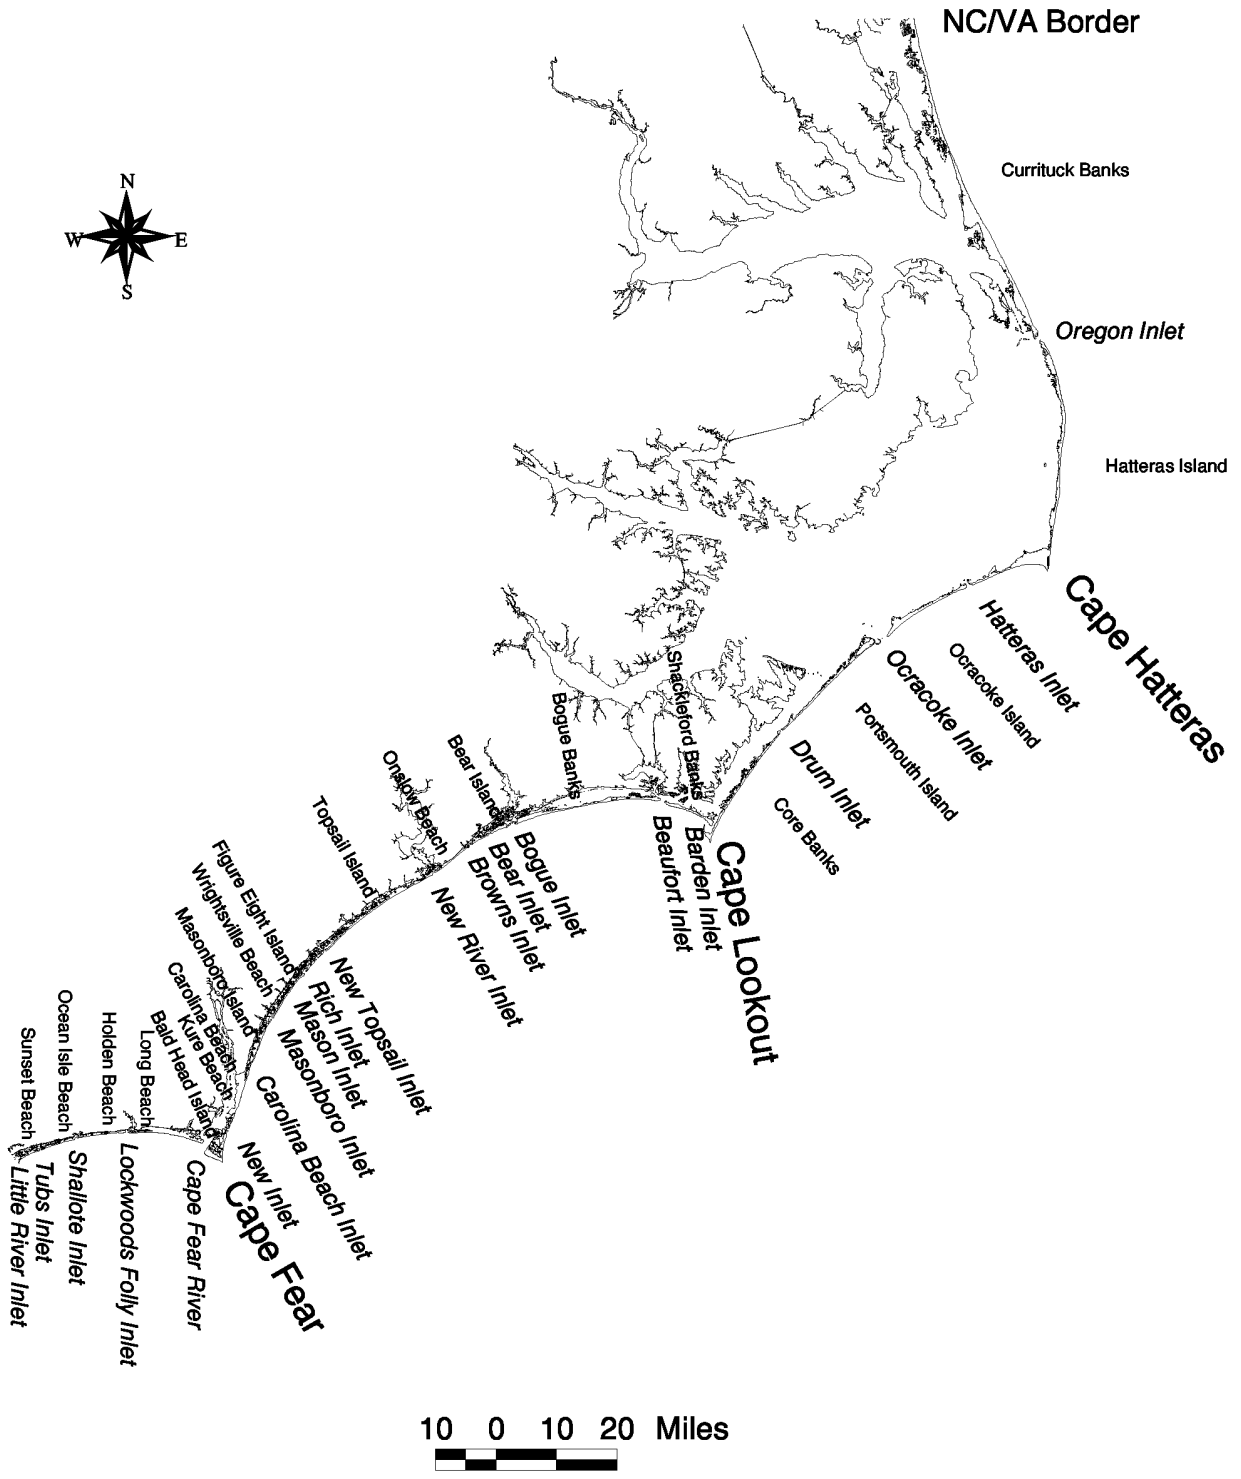 NC/VA Border
Currituck Banks
N
W
E
S
Oregon Inlet
Hatteras Island
Cape Hatteras
Hatteras Inlet
Ocracoke Island
Ocracoke Inlet
Portsmouth Island
Drum Inlet
Core Banks
Cape Lookout
Shackleford Banks
Barden Inlet
Beaufort Inlet
Bogue Banks
Bogue Inlet
Bear Island
Bear Inlet
Browns Inlet
Onslow Beach
New River Inlet
Topsail Island
New Topsail Inlet
Figure Eight Island
Rich Inlet
Wrightsville Beach
Mason Inlet
Masonboro Island
Masonboro Inlet
Carolina Beach
Carolina Beach Inlet
Kure Beach
New Inlet
Bald Head Island
Cape Fear
Cape Fear River
Long Beach
Lockwoods Folly Inlet
Holden Beach
Shallote Inlet
Ocean Isle Beach
Tubs Inlet
Sunset Beach
Little River Inlet
10 0 10 20 Miles